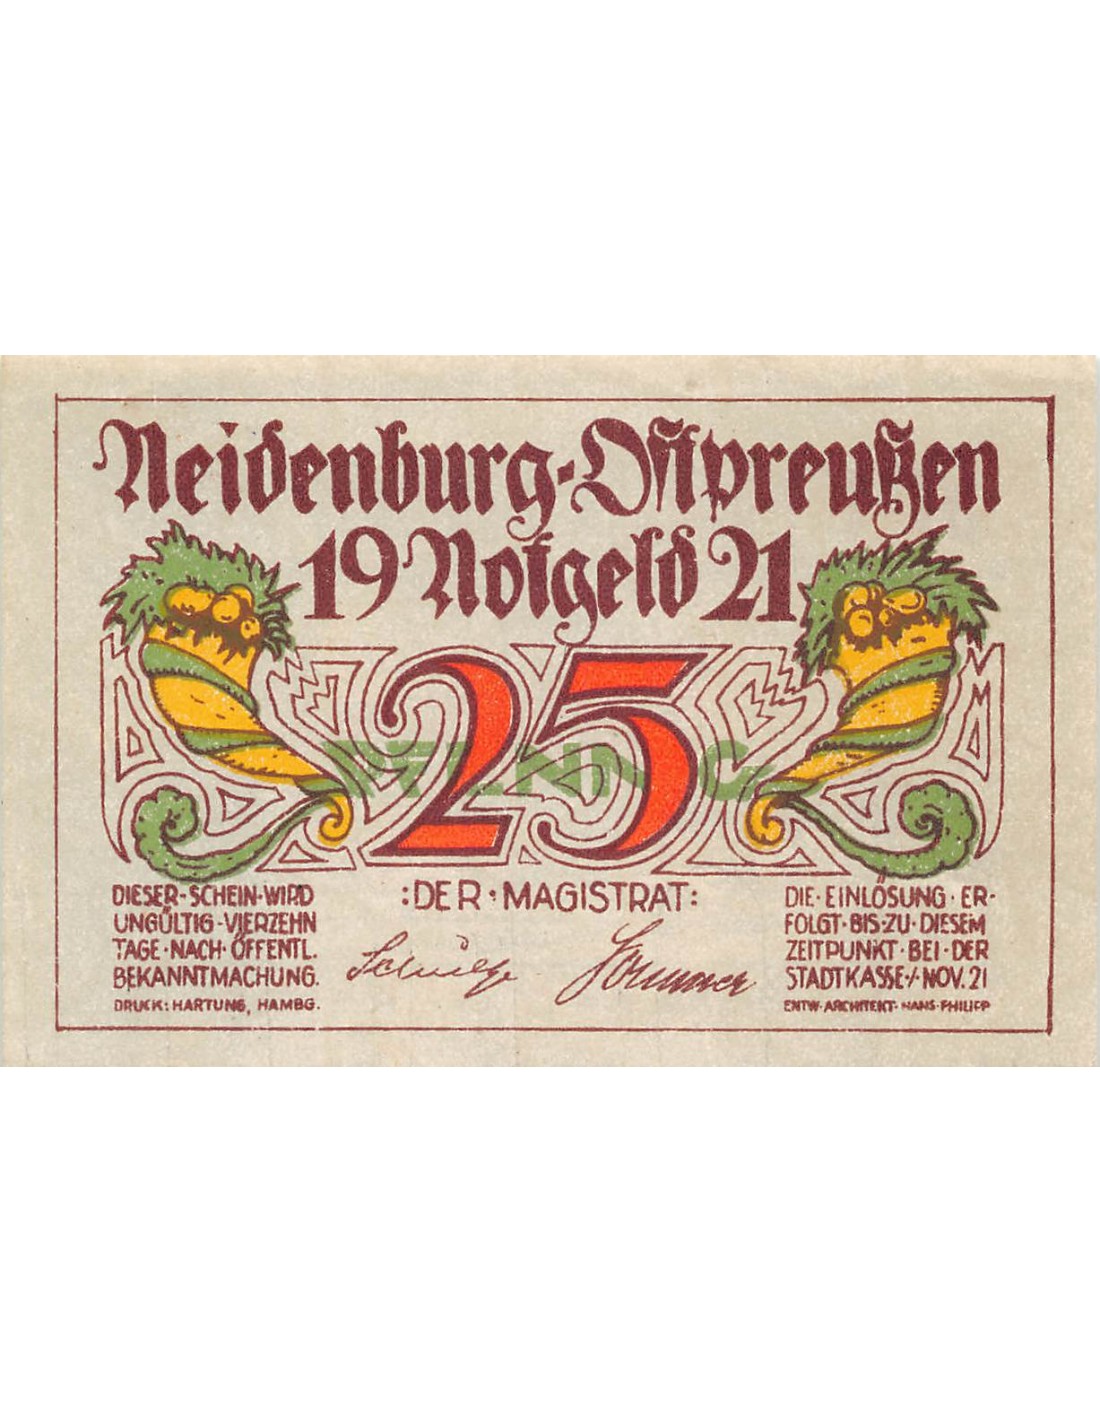 Neidenburg-Ostpreußen
19 Notgeld 21
25
PFENNIG
DIESER·SCHEIN·WIRD
UNGÜLTIG·VIERZEHN
TAGE·NACH·ÖFFENTL.
BEKANNTMACHUNG.
DRUCK: HARTUNG, HAMBG.
:DER·MAGISTRAT:
DIE·EINLÖSUNG·ER-
FOLGT·BIS·ZU·DIESEM
ZEITPUNKT·BEI·DER
STADTKASSE·/·NOV. 21
ENTW·ARCHITEKT·HANS·PHILIPP